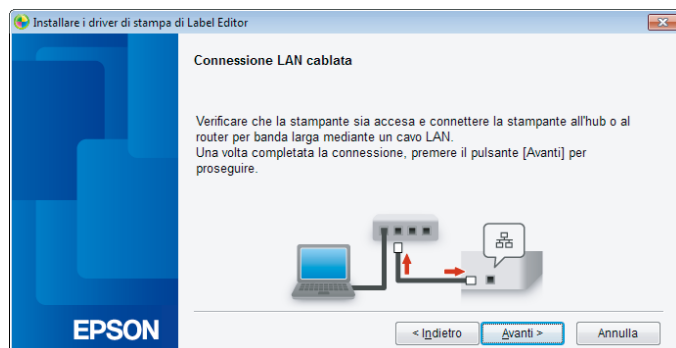 Installare i driver di stampa di Label Editor
Connessione LAN cablata
Verificare che la stampante sia accesa e connettere la stampante all'hub o al
router per banda larga mediante un cavo LAN.
Una volta completata la connessione, premere il pulsante [Avanti] per
proseguire.
EPSON
< Indietro
Avanti >
Annulla